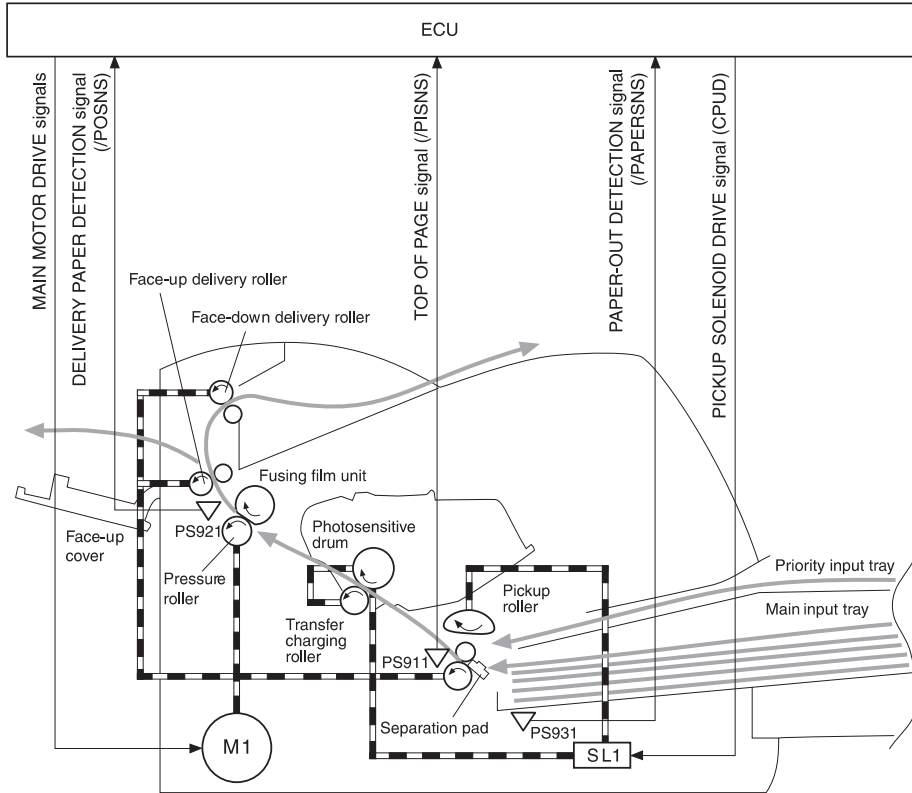 ECU
MAIN MOTOR DRIVE signals
DELIVERY PAPER DETECTION signal
(/POSNS)
TOP OF PAGE signal (/PISNS)
PAPER-OUT DETECTION signal
(/PAPERSNS)
PICKUP SOLENOID DRIVE signal (CPUD)
Face-up delivery roller
Face-down delivery roller
Fusing film unit
PS921
Face-up
cover
Photosensitive
drum
Pressure
roller
Pickup
roller
Priority input tray
Main input tray
Transfer
charging
roller
PS911
Separation pad
PS931
M1
SL1